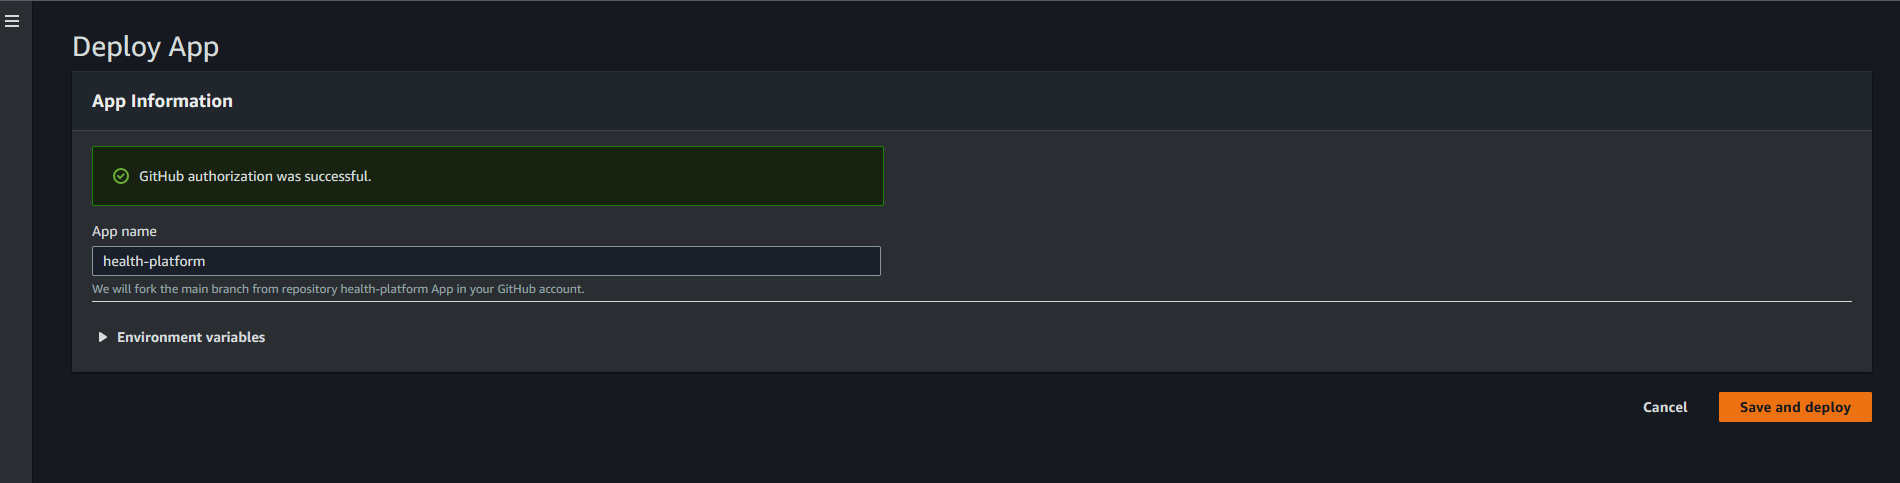 Deploy App
App Information
GitHub authorization was successful.
App name
health-platform
We will fork the main branch from repository health-platform App in your GitHub account.
Environment variables
Cancel
Save and deploy